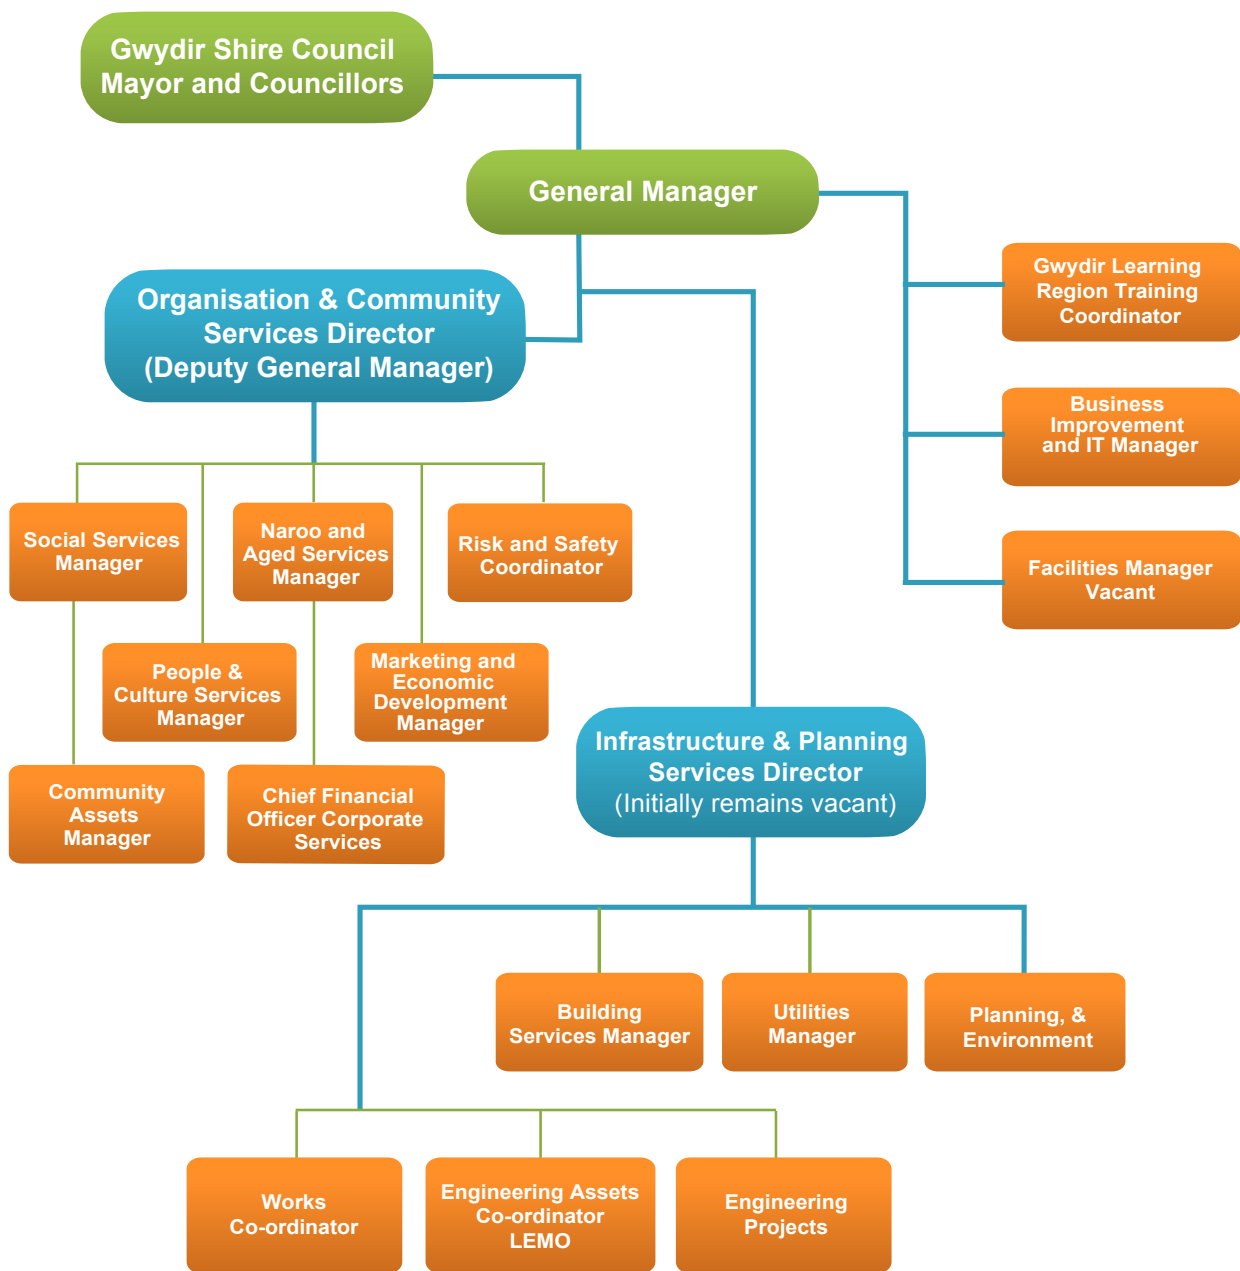 Gwydir Shire Council
Mayor and Councillors
General Manager
Organisation & Community
Services Director
(Deputy General Manager)
Gwydir Learning
Region Training
Coordinator
Business
Improvement
and IT Manager
Facilities Manager
Vacant
Social Services
Manager
Naroo and
Aged Services
Manager
Risk and Safety
Coordinator
People &
Culture Services
Manager
Marketing and
Economic
Development
Manager
Community
Assets
Manager
Chief Financial
Officer Corporate
Services
Infrastructure & Planning
Services Director
(Initially remains vacant)
Building
Services Manager
Utilities
Manager
Planning, &
Environment
Works
Co-ordinator
Engineering Assets
Co-ordinator
LEMO
Engineering
Projects